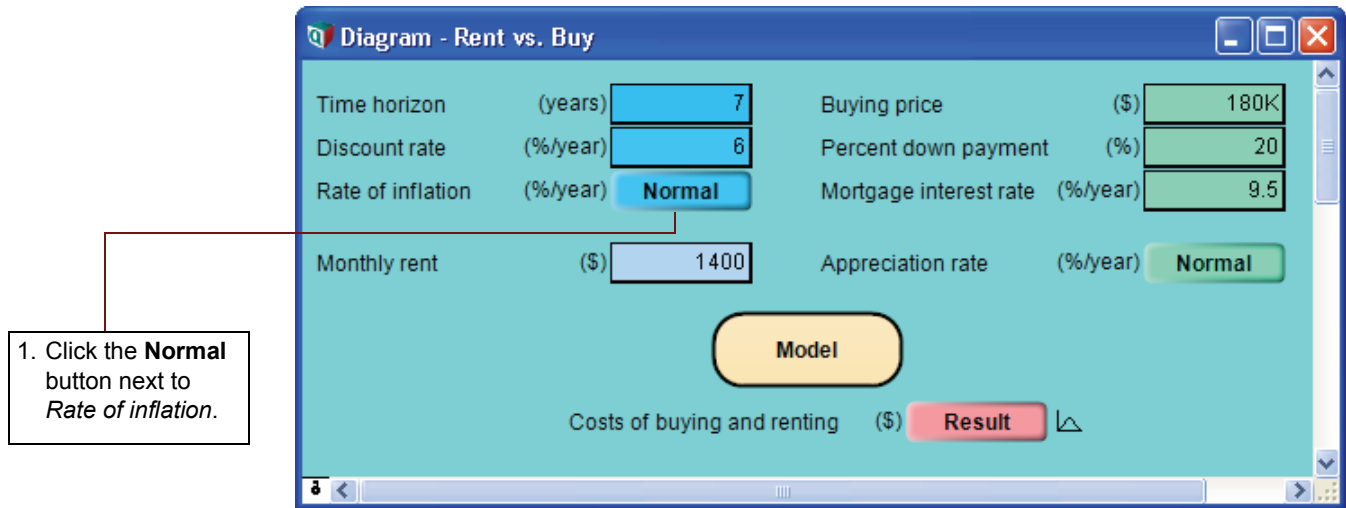 Diagram - Rent vs. Buy
Time horizon (years) 7 Buying price ($) 180K
Discount rate (%/year) 6 Percent down payment (%) 20
Rate of inflation (%/year) Normal Mortgage interest rate (%/year) 9.5
Monthly rent ($) 1400 Appreciation rate (%/year) Normal
1. Click the Normal
button next to
Rate of inflation.
Model
Costs of buying and renting ($) Result